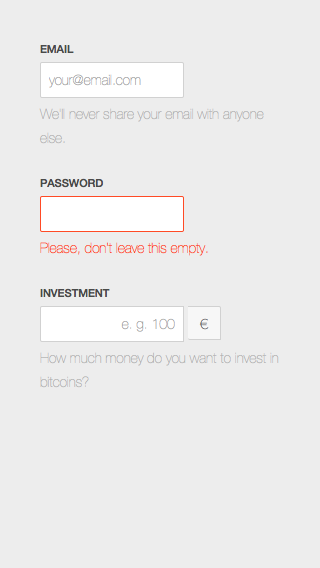 EMAIL
your@email.com
We'll never share your email with anyone
else.
PASSWORD
Please, don't leave this empty.
INVESTMENT
e. g. 100 €
How much money do you want to invest in
bitcoins?